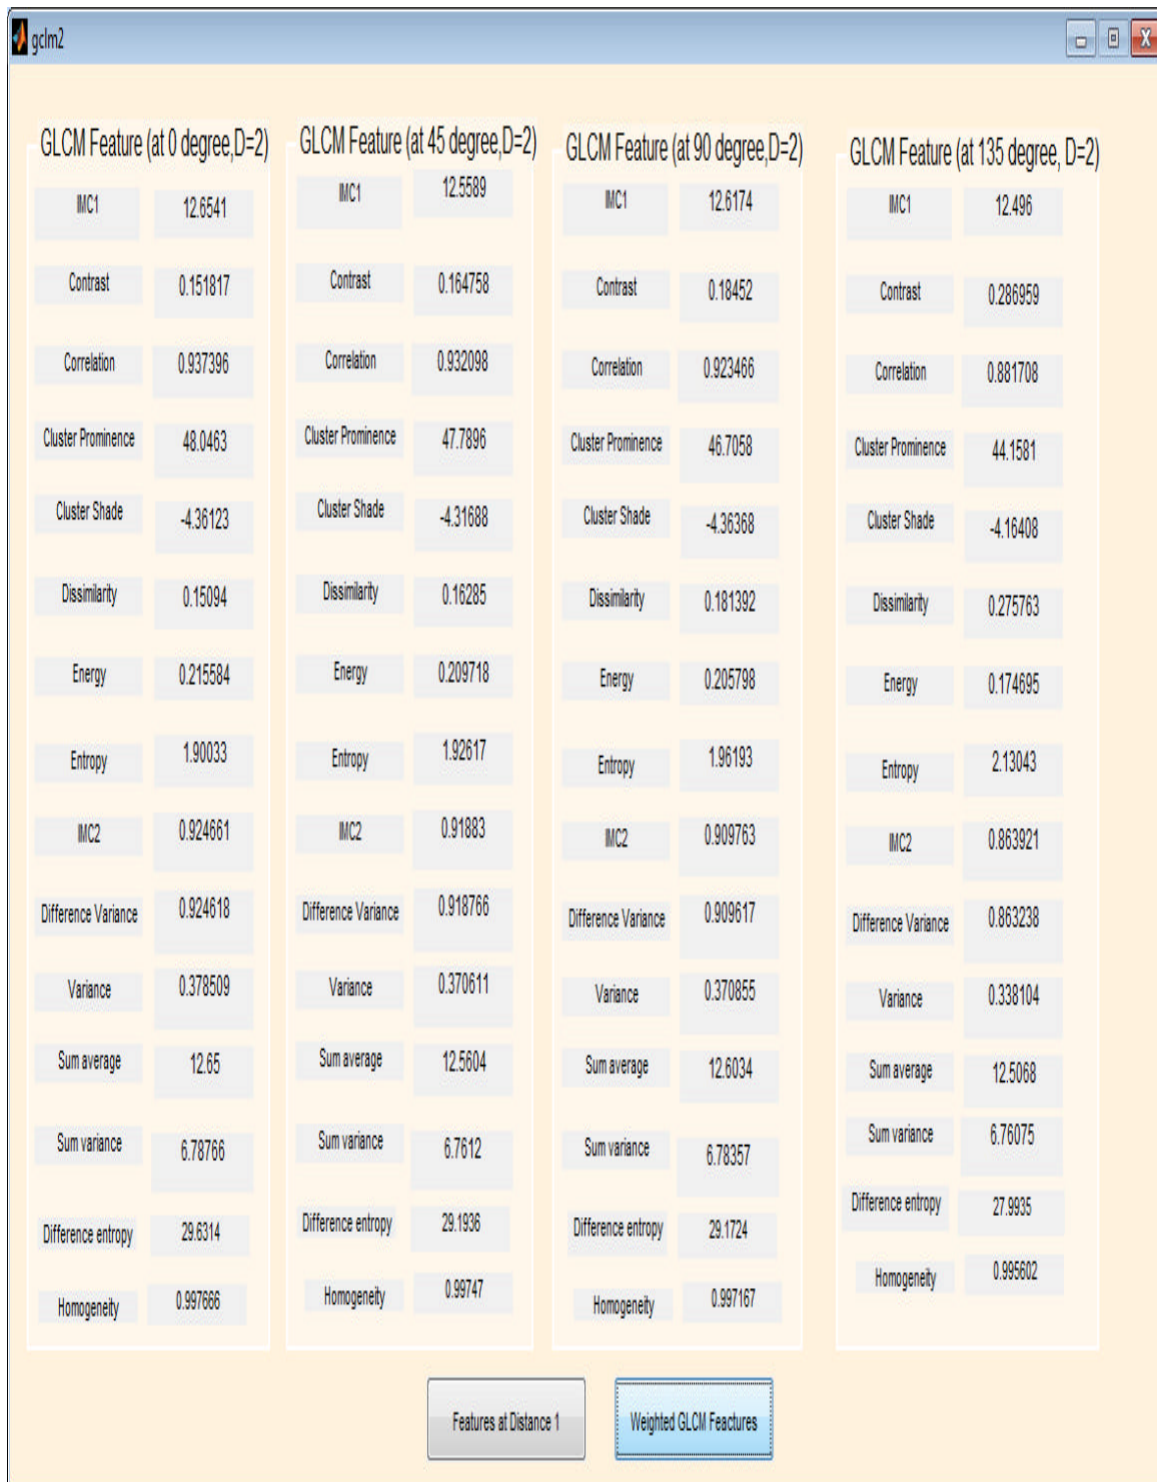 gclm2
GLCM Feature (at 0 degree,D=2)
IMC1 12.6541
Contrast 0.151817
Correlation 0.937396
Cluster Prominence 48.0463
Cluster Shade -4.36123
Dissimilarity 0.15094
Energy 0.215584
Entropy 1.90033
IMC2 0.924661
Difference Variance 0.924618
Variance 0.378509
Sum average 12.65
Sum variance 6.78766
Difference entropy 29.6314
Homogeneity 0.997666
GLCM Feature (at 45 degree,D=2)
IMC1 12.5589
Contrast 0.164758
Correlation 0.932098
Cluster Prominence 47.7896
Cluster Shade -4.31688
Dissimilarity 0.16285
Energy 0.209718
Entropy 1.92617
IMC2 0.91883
Difference Variance 0.918766
Variance 0.370611
Sum average 12.5604
Sum variance 6.7612
Difference entropy 29.1936
Homogeneity 0.99747
GLCM Feature (at 90 degree,D=2)
IMC1 12.6174
Contrast 0.18452
Correlation 0.923466
Cluster Prominence 46.7058
Cluster Shade -4.36368
Dissimilarity 0.181392
Energy 0.205798
Entropy 1.96193
IMC2 0.909763
Difference Variance 0.909617
Variance 0.370855
Sum average 12.6034
Sum variance 6.78357
Difference entropy 29.1724
Homogeneity 0.997167
GLCM Feature (at 135 degree, D=2)
IMC1 12.496
Contrast 0.286959
Correlation 0.881708
Cluster Prominence 44.1581
Cluster Shade -4.16408
Dissimilarity 0.275763
Energy 0.174695
Entropy 2.13043
IMC2 0.863921
Difference Variance 0.863238
Variance 0.338104
Sum average 12.5068
Sum variance 6.76075
Difference entropy 27.9935
Homogeneity 0.995602
Features at Distance 1
Weighted GLCM Feactures